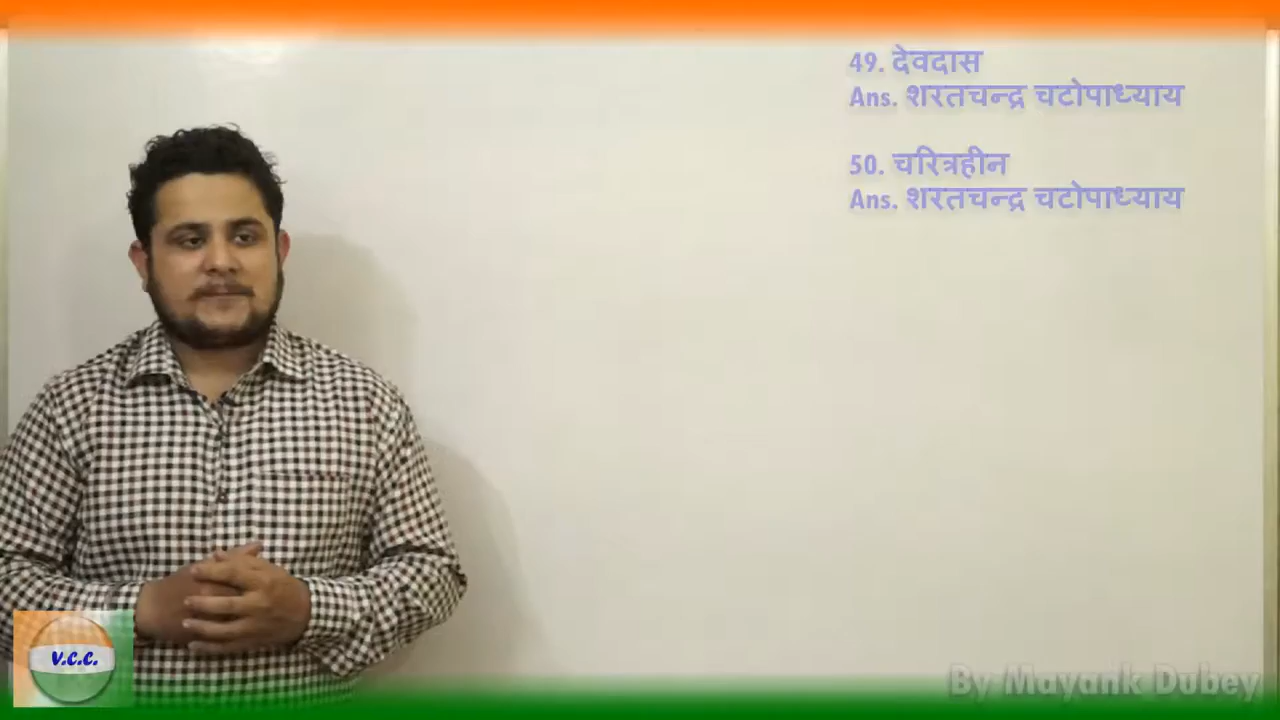 49. देवदास
Ans. शरतचन्द्र चटोपाध्याय
50. चरित्रहीन
Ans. शरतचन्द्र चटोपाध्याय
V.C.C.
By Mayank Dubey